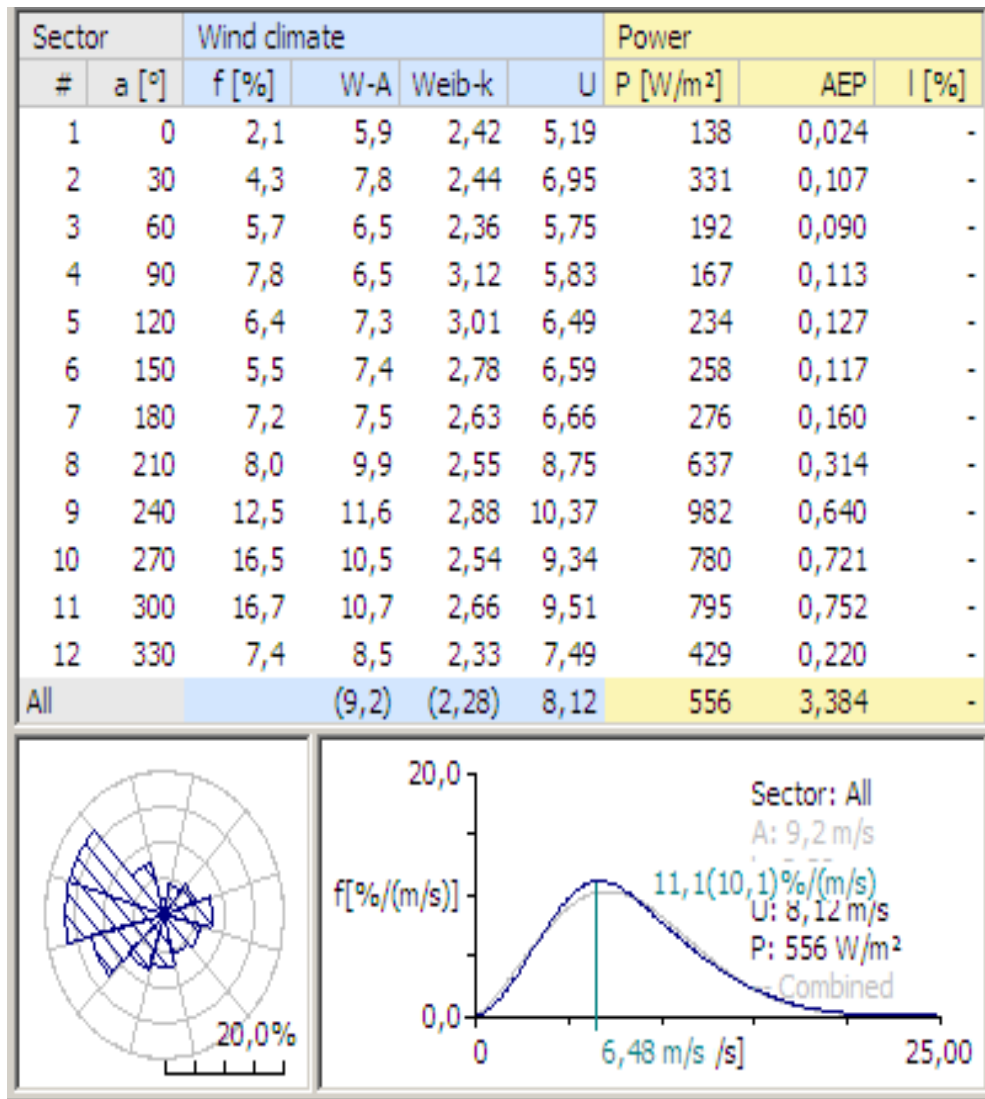 Sector Wind climate Power
# a [°] f [%] W-A Weib-k U P [W/m²] AEP l [%]
1 0 2,1 5,9 2,42 5,19 138 0,024 -
2 30 4,3 7,8 2,44 6,95 331 0,107 -
3 60 5,7 6,5 2,36 5,75 192 0,090 -
4 90 7,8 6,5 3,12 5,83 167 0,113 -
5 120 6,4 7,3 3,01 6,49 234 0,127 -
6 150 5,5 7,4 2,78 6,59 258 0,117 -
7 180 7,2 7,5 2,63 6,66 276 0,160 -
8 210 8,0 9,9 2,55 8,75 637 0,314 -
9 240 12,5 11,6 2,88 10,37 982 0,640 -
10 270 16,5 10,5 2,54 9,34 780 0,721 -
11 300 16,7 10,7 2,66 9,51 795 0,752 -
12 330 7,4 8,5 2,33 7,49 429 0,220 -
All (9,2) (2,28) 8,12 556 3,384 -
20,0%
20,0
Sector: All
A: 9,2 m/s
11,1(10,1)%/(m/s)
f[%/(m/s)]
U: 8,12 m/s
P: 556 W/m²
-- Combined
0,0
0 6,48 m/s /s] 25,00